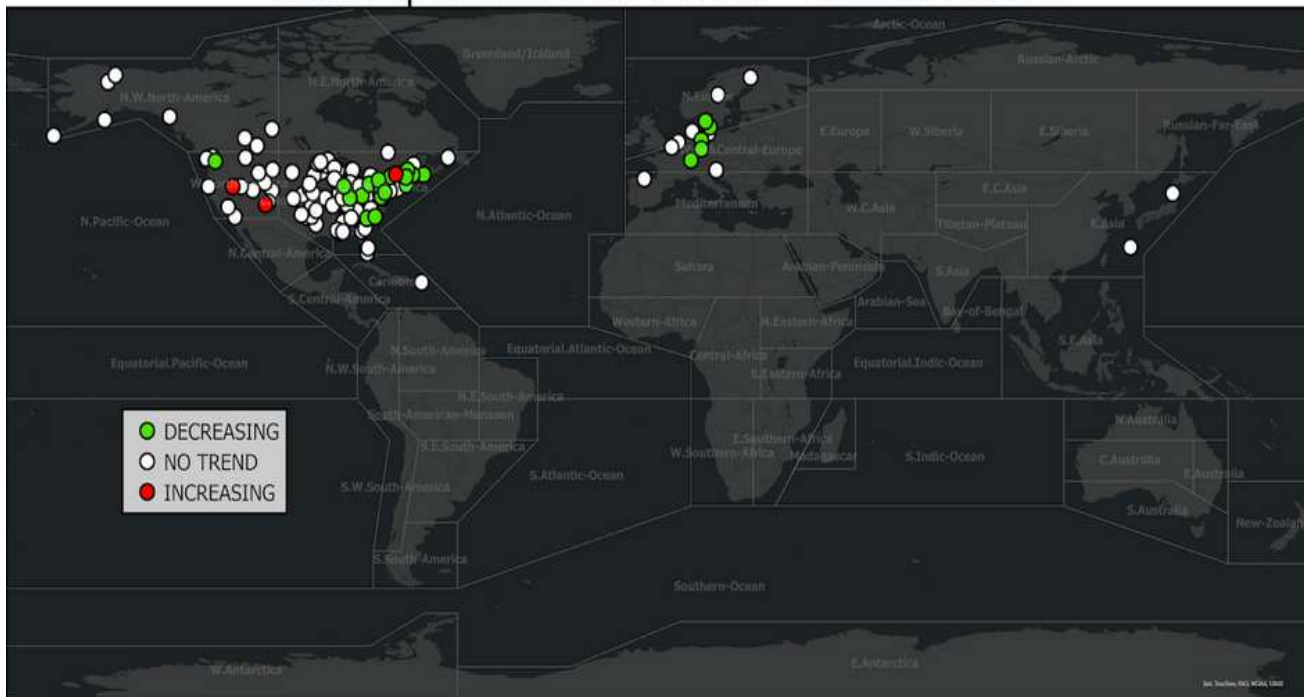 Arctic-Ocean
Greenland/Iceland
Russian-Arctic
N.E.North-America
N.W.North-America
E.Europe
W.Siberia
E.Siberia
Russian-Far-East
Central-Europe
E.C.Asia
N.Pacific-Ocean
N.Atlantic-Ocean
Mediterranean
W.C.Asia
Tibetan-Plateau
E.Asia
N.Central-America
Sahara
Arabian-Peninsula
S.Asia
Caribbean
S.Central-America
Arabian-Sea
Bay-of-Bengal
Western-Africa
N.Eastern-Africa
S.E.Asia
N.South-America
Equatorial.Atlantic-Ocean
Central-Africa
Equatorial.Pacific-Ocean
N.W.South-America
S.Eastern-Africa
Equatorial.Indic-Ocean
N.E.South-America
South-American-Monsoon
N.Australia
DECREASING
S.E.South-America
E.Southern-Africa
W.Southern-Africa
Madagascar
S.Indic-Ocean
C.Australia
E.Australia
NO TREND
S.W.South-America
S.Atlantic-Ocean
INCREASING
S.Australia
New-Zealand
S.South-America
Southern-Ocean
W.Antarctica
E.Antarctica